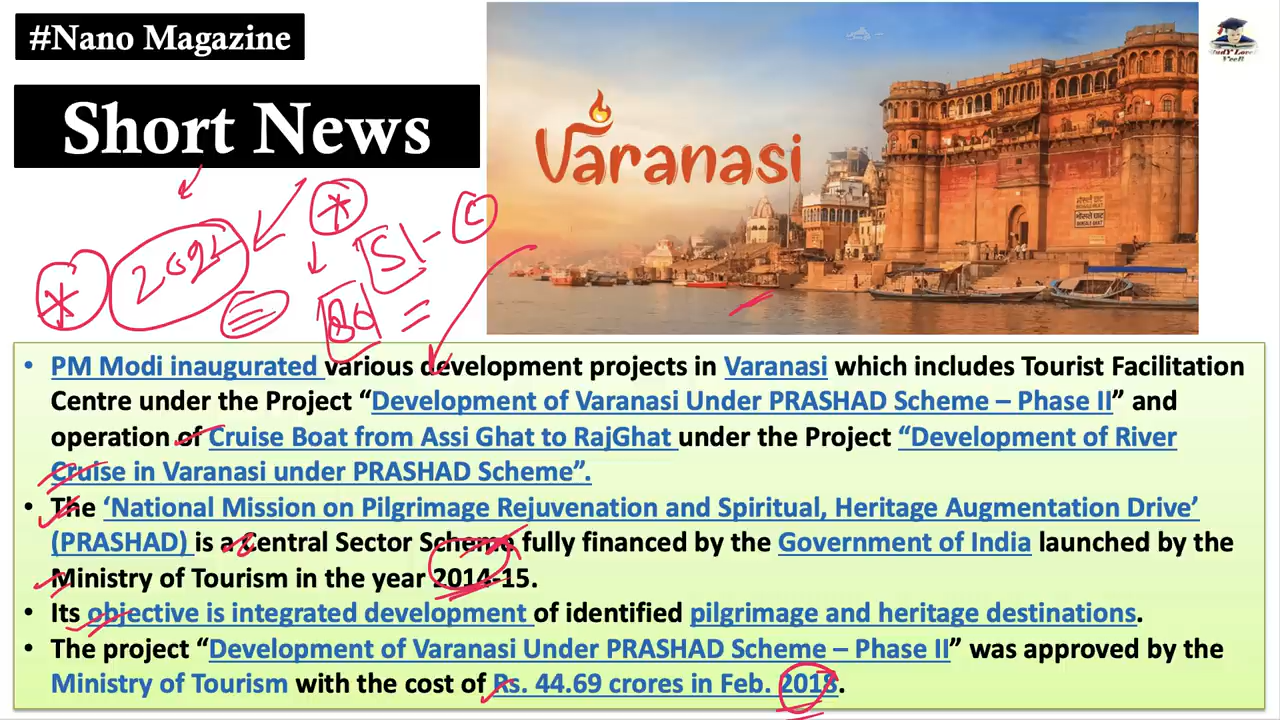 #Nano Magazine
Short News
Varanasi
मानमहल घाट
MANMAHAL GHAT
S1 - C
• PM Modi inaugurated various development projects in Varanasi which includes Tourist Facilitation
Centre under the Project “Development of Varanasi Under PRASHAD Scheme – Phase II” and
operation of Cruise Boat from Assi Ghat to RajGhat under the Project “Development of River
Cruise in Varanasi under PRASHAD Scheme”.
• The ‘National Mission on Pilgrimage Rejuvenation and Spiritual, Heritage Augmentation Drive’
(PRASHAD) is a Central Sector Scheme fully financed by the Government of India launched by the
Ministry of Tourism in the year 2014-15.
• Its objective is integrated development of identified pilgrimage and heritage destinations.
• The project “Development of Varanasi Under PRASHAD Scheme – Phase II” was approved by the
Ministry of Tourism with the cost of Rs. 44.69 crores in Feb. 2018.